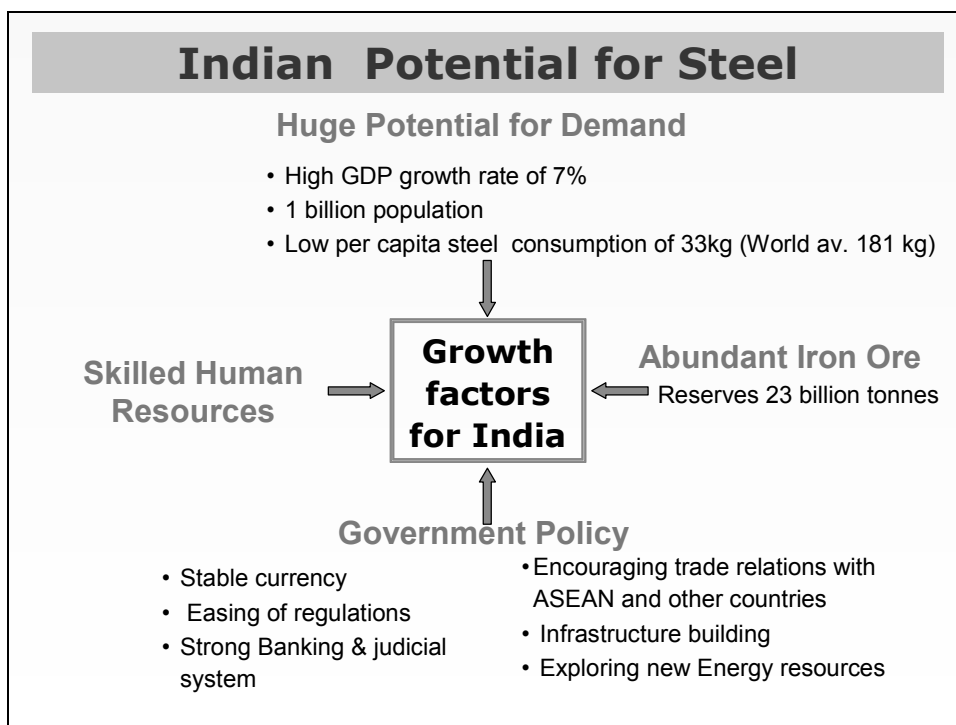 Indian Potential for Steel
Huge Potential for Demand
• High GDP growth rate of 7%
• 1 billion population
• Low per capita steel consumption of 33kg (World av. 181 kg)
Skilled Human
Resources
Growth
factors
for India
Abundant Iron Ore
Reserves 23 billion tonnes
Government Policy
• Stable currency
• Easing of regulations
• Strong Banking & judicial
system
• Encouraging trade relations with
ASEAN and other countries
• Infrastructure building
• Exploring new Energy resources